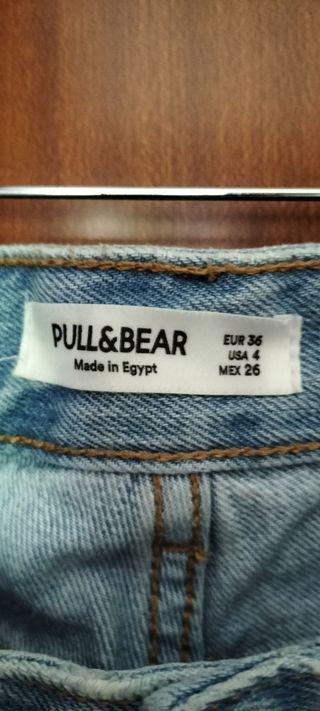 PULL&BEAR
Made in Egypt
EUR 36
USA 4
MEX 26